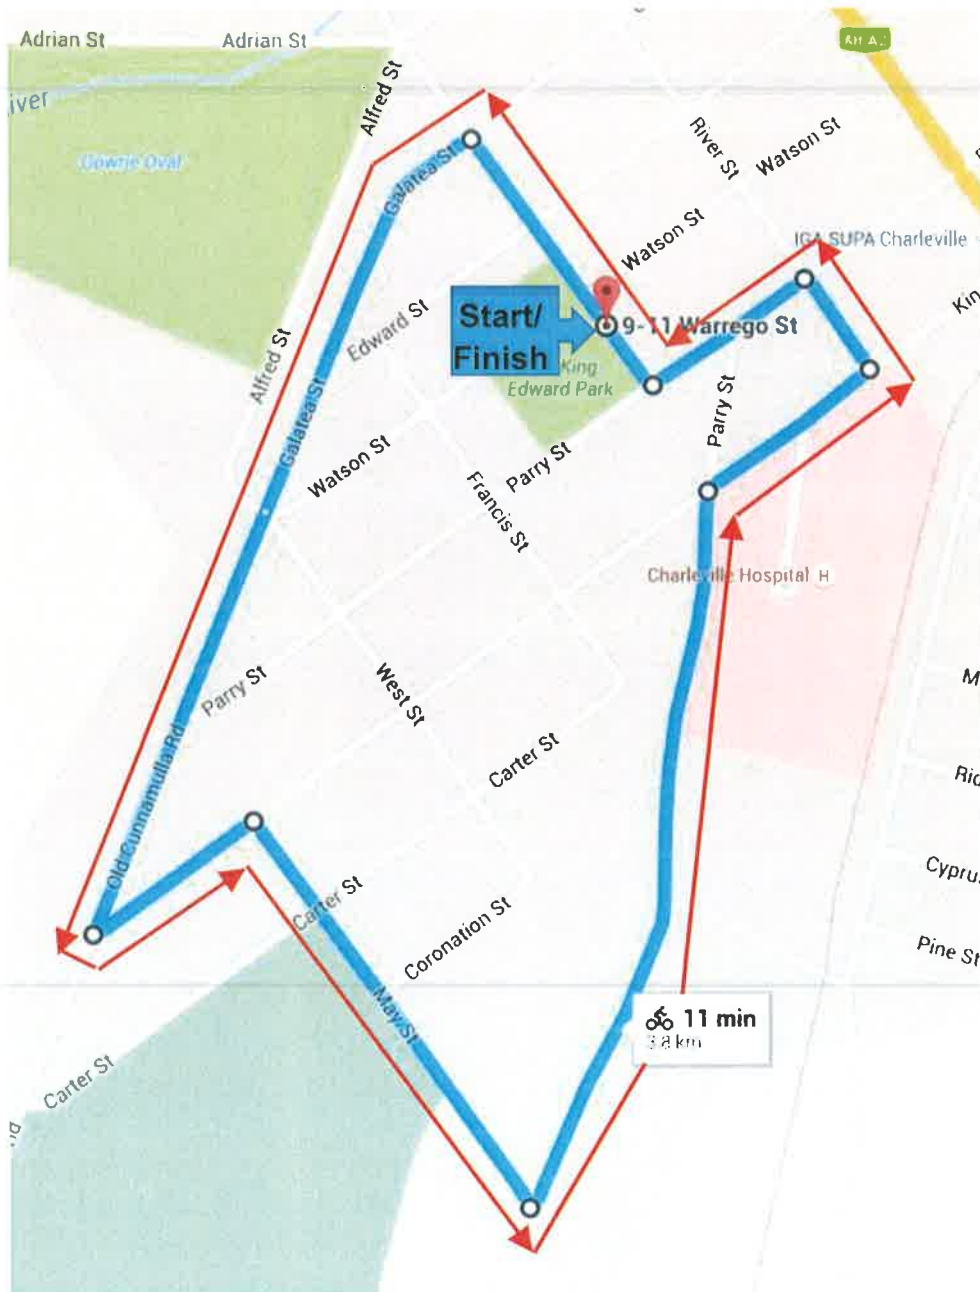 Adrian St
Adrian St
Alfred St
iver
Gowrie Oval
River St
Watson St
Galatea St
Watson St
IGA SUPA Charleville
Start/
Finish
9-11 Warrego St
Edward St
King
Edward Park
Alfred St
Galatea St
Parry St
Watson St
Parry St
Francis St
Charleville Hospital H
Parry St
West St
Carter St
Old Cunnamulla Rd
Carter St
Coronation St
Pine St
May St
11 min
3.8 km
Carter St